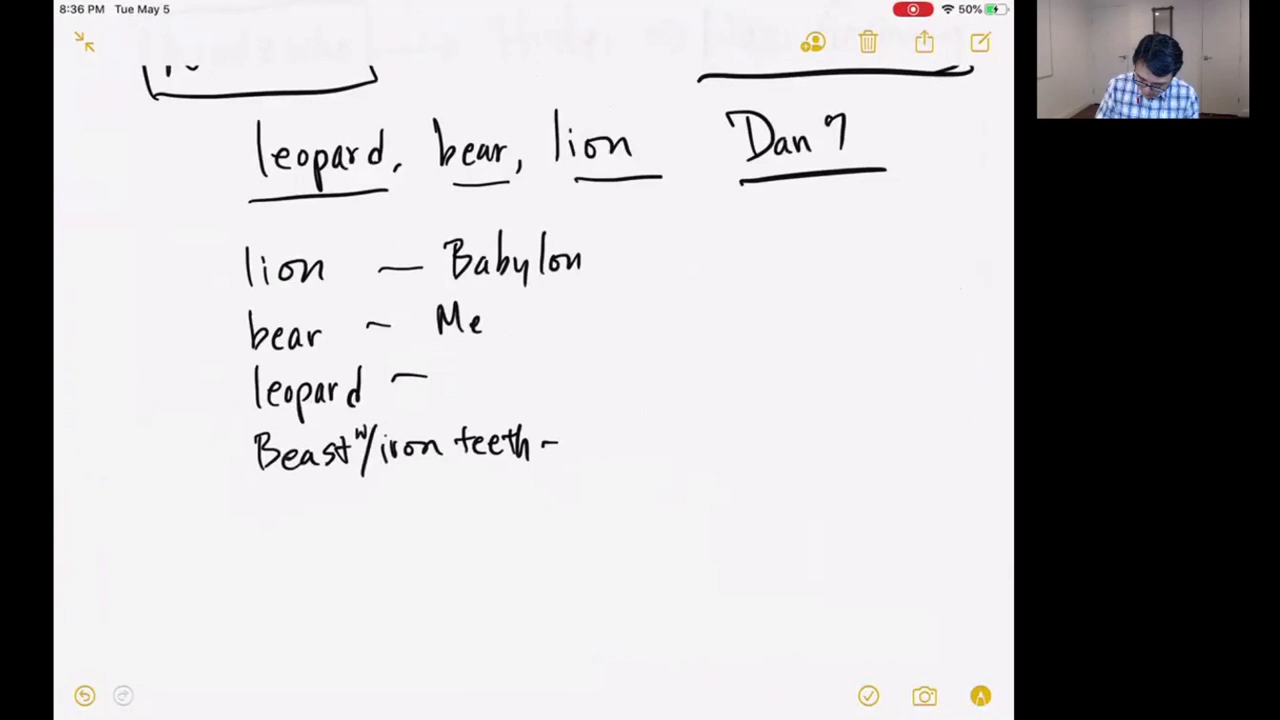 8:36 PM Tue May 5 50%
leopard, bear, lion Dan 7
lion — Babylon
bear ~ Me
leopard —
Beast w/ iron teeth -